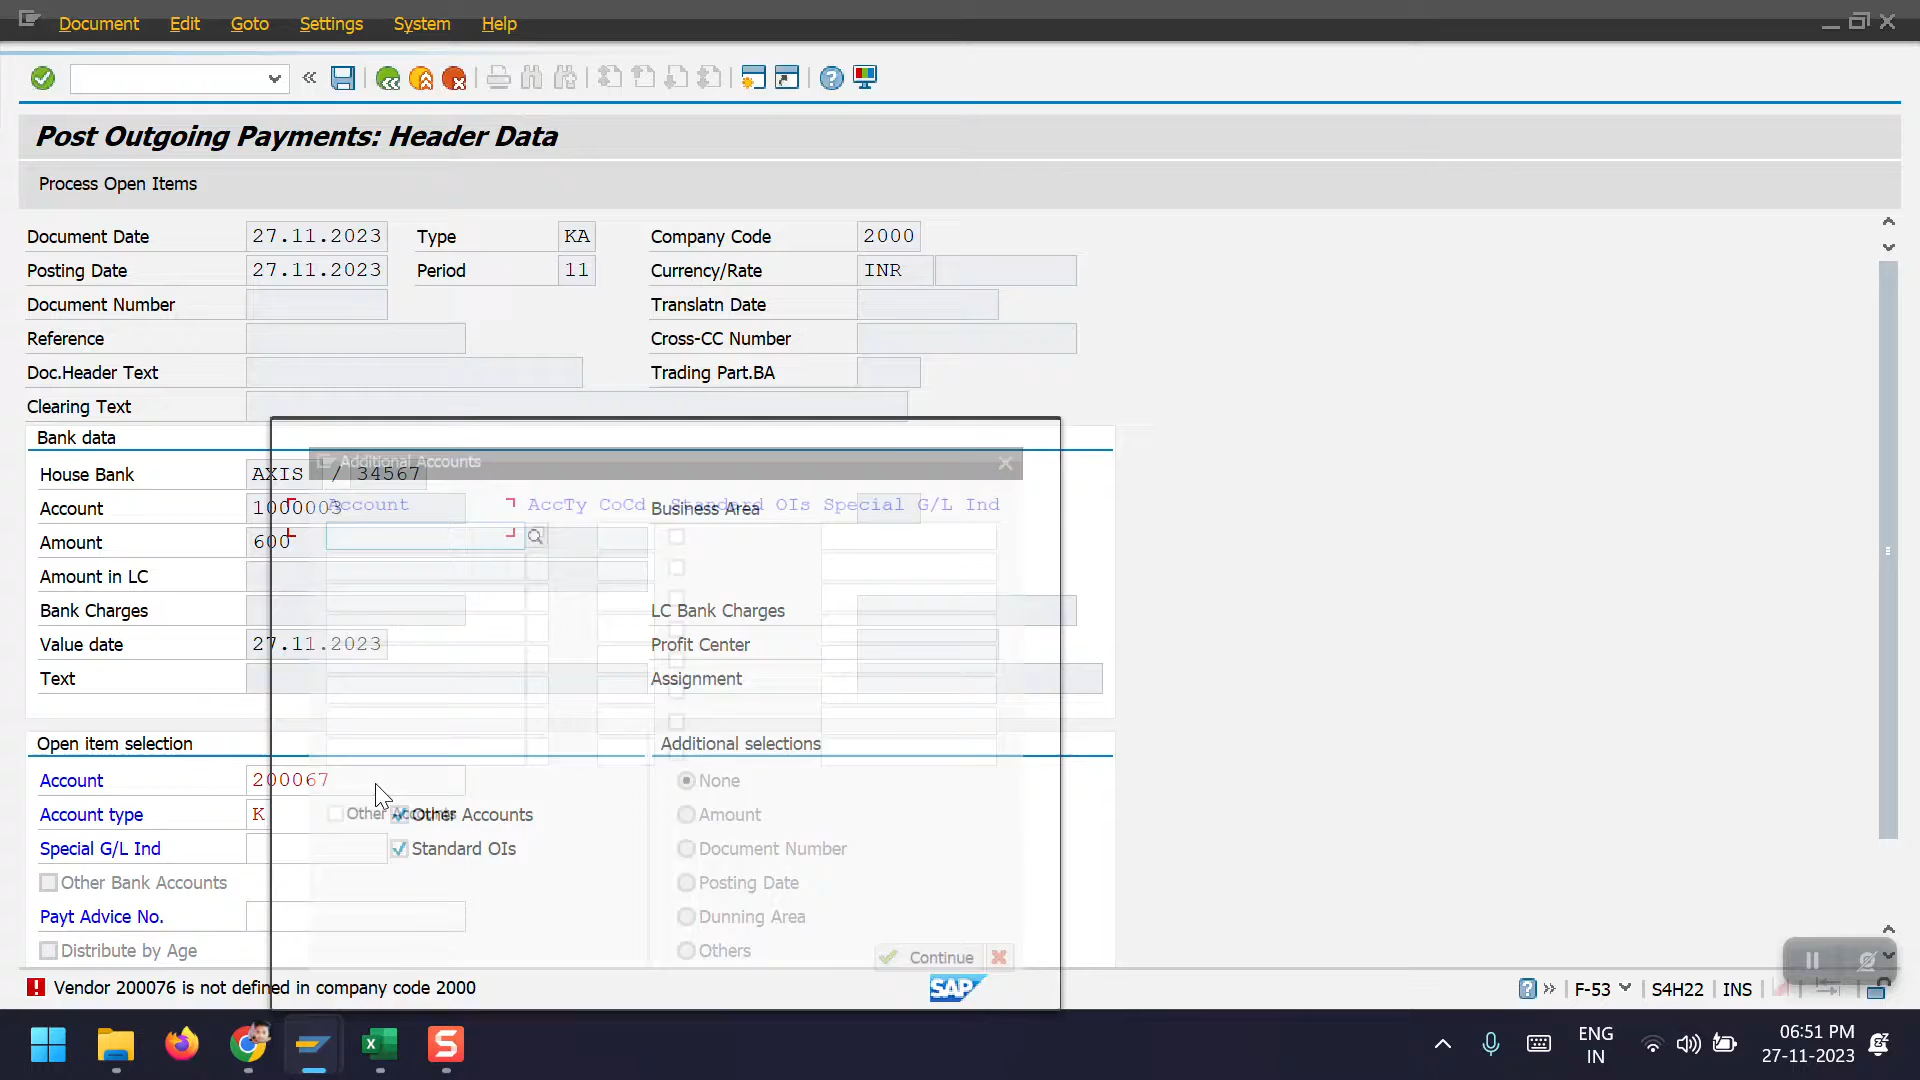 Document Edit Goto Settings System Help
Post Outgoing Payments: Header Data
Process Open Items
Document Date 27.11.2023 Type KA Company Code 2000
Posting Date 27.11.2023 Period 11 Currency/Rate INR
Document Number Translatn Date
Reference Cross-CC Number
Doc.Header Text Trading Part.BA
Clearing Text
Bank data
Additional Accounts
House Bank AXIS / 34567
Account 1000003 Business Area
Account AccTy CoCd Standard OIs Special G/L Ind
Amount 600
Amount in LC
Bank Charges LC Bank Charges
Value date 27.11.2023 Profit Center
Text Assignment
Open item selection Additional selections
Account 200067 None
Account type K Other Accounts Other Accounts Amount
Special G/L Ind Standard OIs Document Number
Other Bank Accounts Posting Date
Payt Advice No. Dunning Area
Distribute by Age Others Continue
Vendor 200076 is not defined in company code 2000 SAP F-53 S4H22 INS
ENG 06:51 PM
IN 27-11-2023